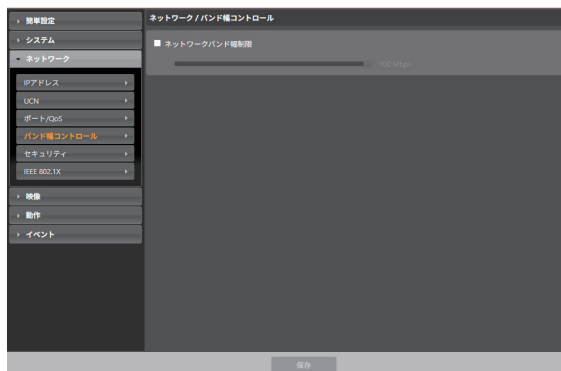 簡単設定
システム
ネットワーク
IPアドレス
UCN
ポート/QoS
バンド幅コントロール
セキュリティ
IEEE 802.1X
映像
動作
イベント
ネットワーク / バンド幅コントロール
ネットワークバンド幅制限
100 Mbps
保存